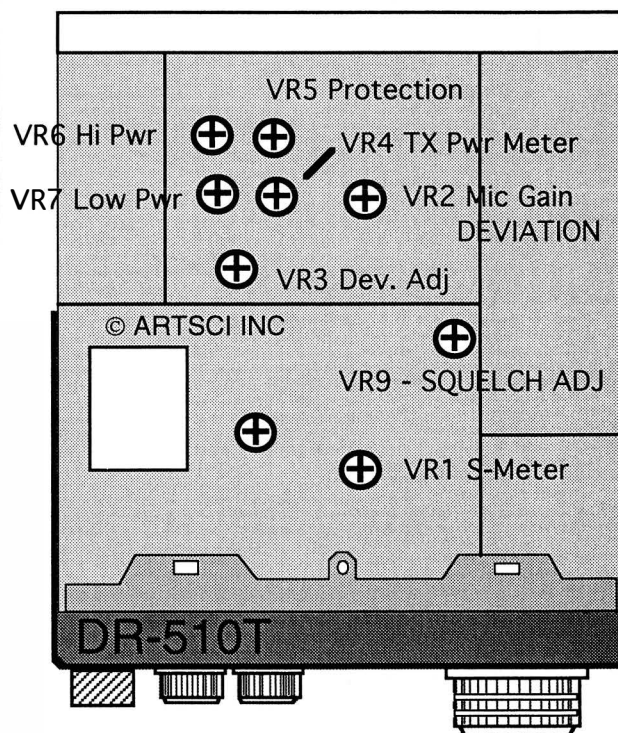 VR5 Protection
VR6 Hi Pwr
VR4 TX Pwr Meter
VR7 Low Pwr
VR2 Mic Gain
DEVIATION
VR3 Dev. Adj
© ARTSCI INC
VR9 - SQUELCH ADJ
VR1 S-Meter
DR-510T